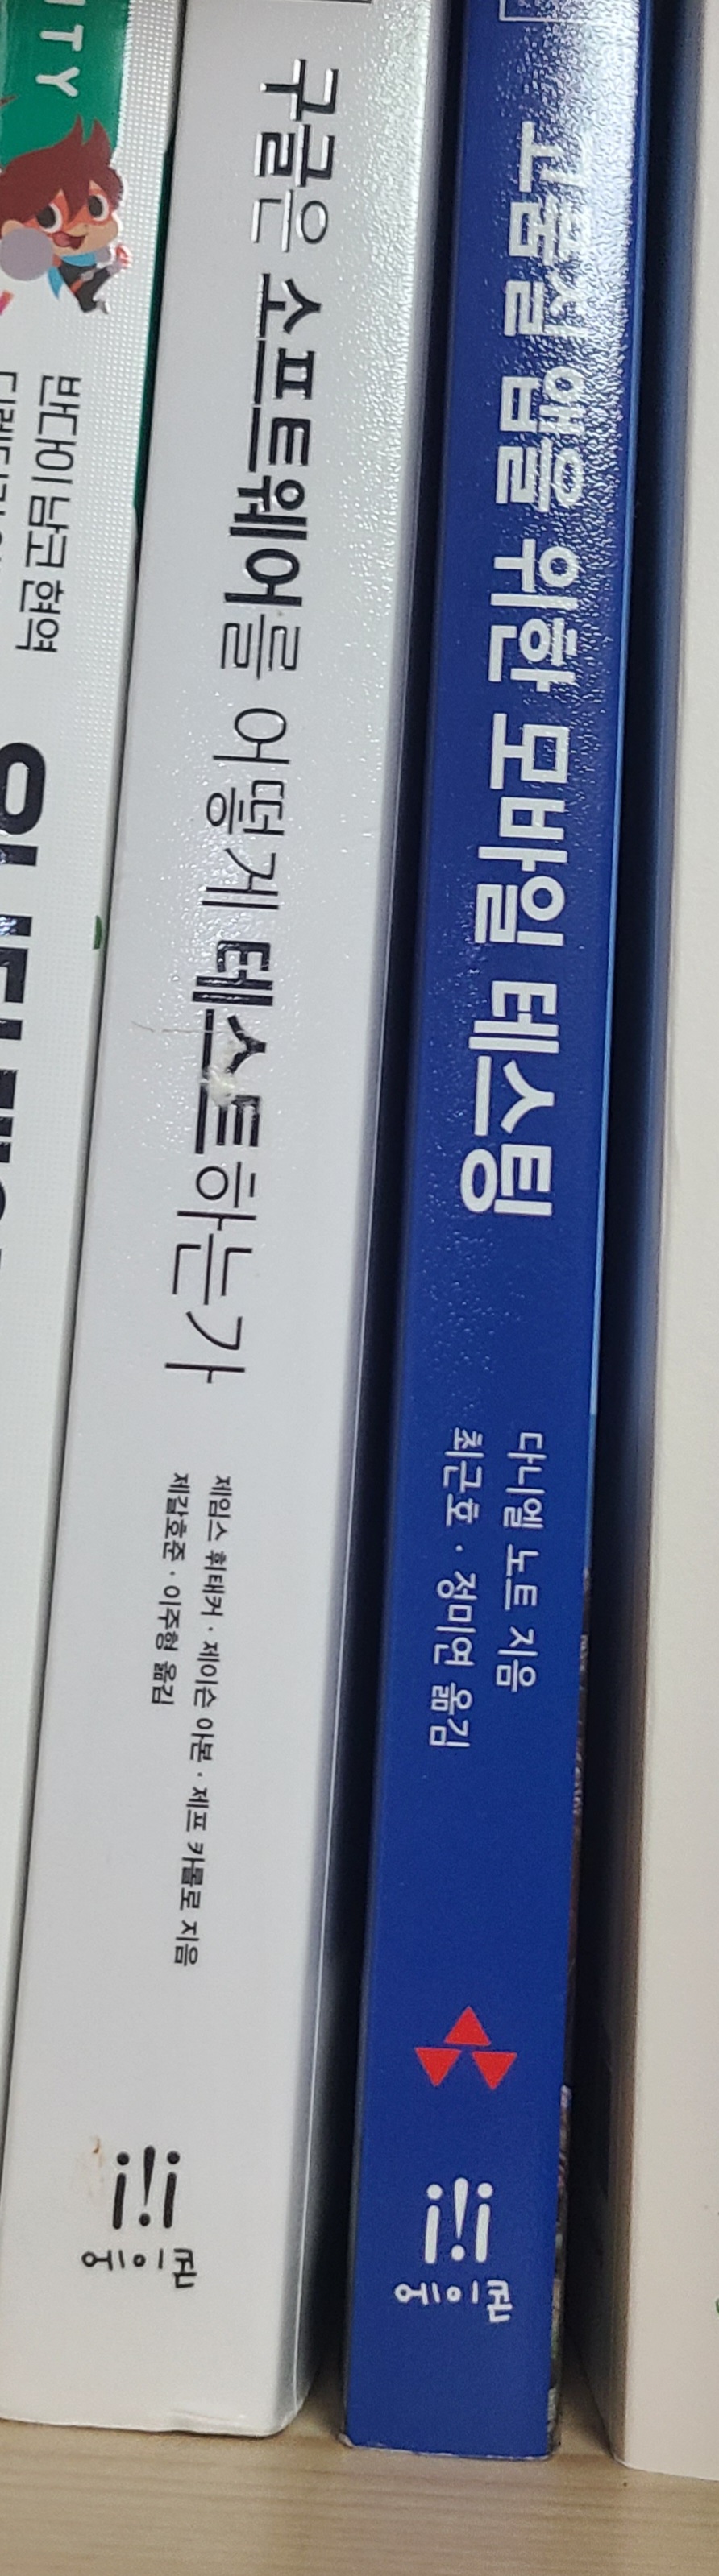 반다이 남코 현역
구글은 소프트웨어를 어떻게 테스트하는가
제임스 휘태커 · 제이슨 아본 · 제프 카롤로 지음
제갈호준 · 이주형 옮김
에이콘
고품질 앱을 위한 모바일 테스팅
다니엘 노트 지음
최근호 · 정미연 옮김
에이콘